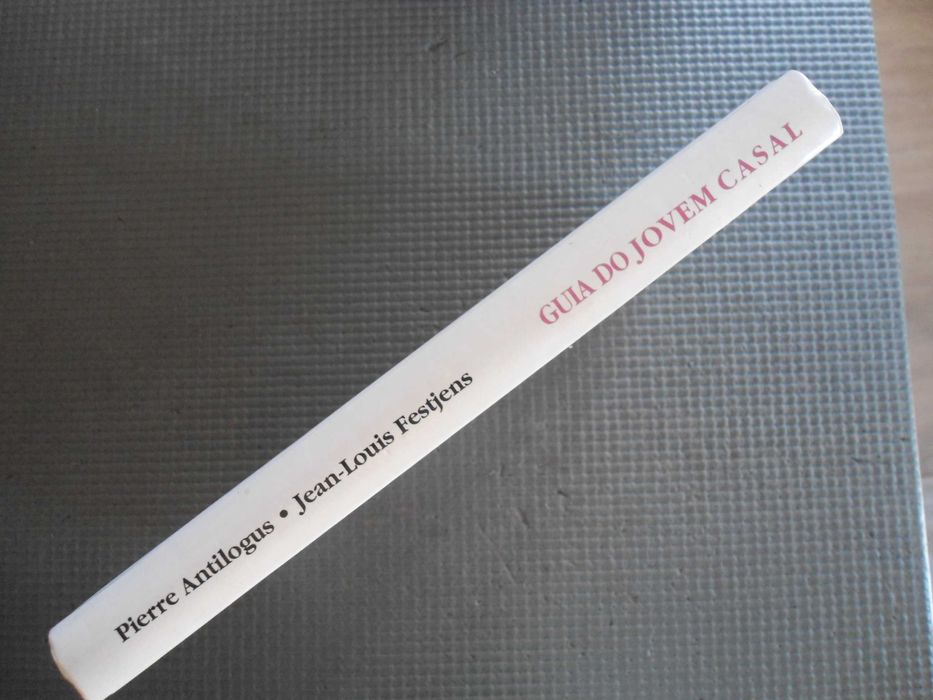 Pierre Antilogus • Jean-Louis Festjens
GUIA DO JOVEM CASAL